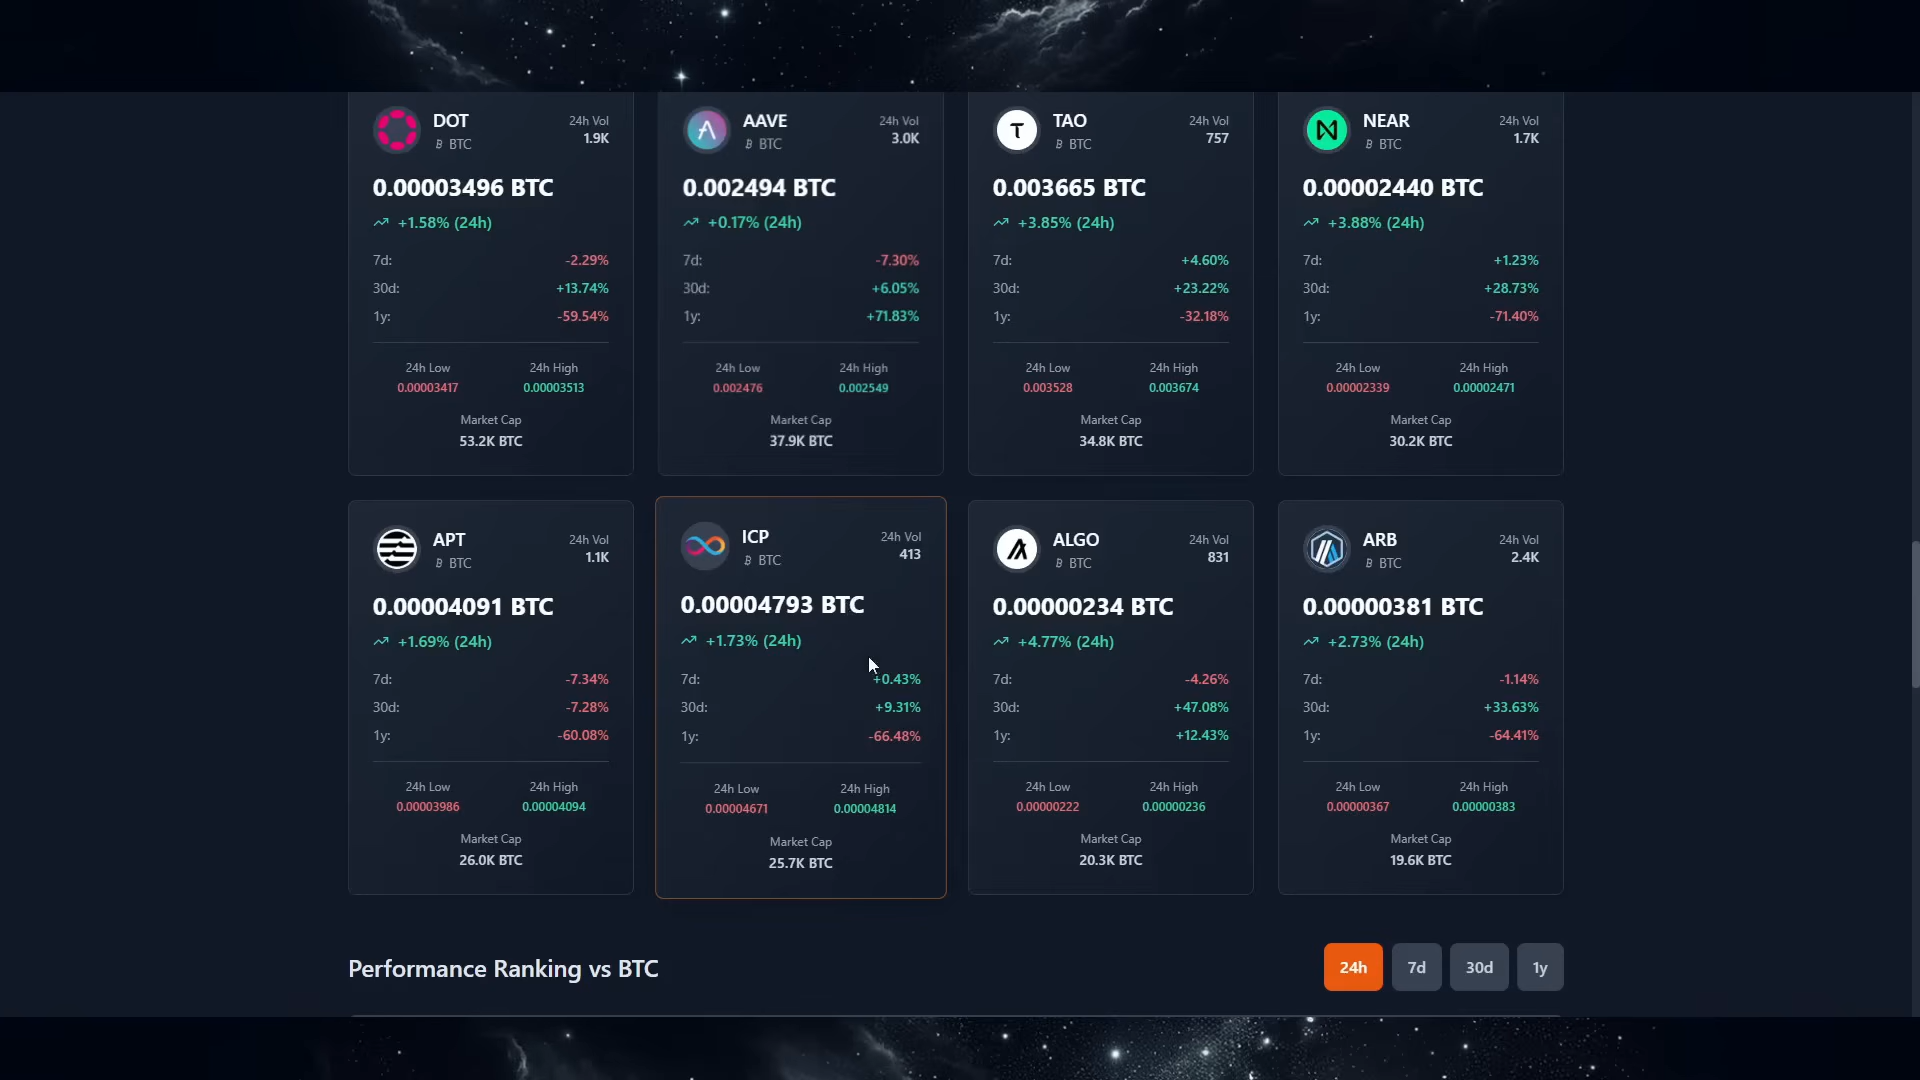 DOT
24h Vol
₿ BTC
1.9K
0.00003496 BTC
+1.58% (24h)
7d: -2.29%
30d: +13.74%
1y: -59.54%
24h Low 24h High
0.00003417 0.00003513
Market Cap
53.2K BTC
AAVE
24h Vol
₿ BTC
3.0K
0.002494 BTC
+0.17% (24h)
7d: -7.30%
30d: +6.05%
1y: +71.83%
24h Low 24h High
0.002476 0.002549
Market Cap
37.9K BTC
TAO
24h Vol
₿ BTC
757
0.003665 BTC
+3.85% (24h)
7d: +4.60%
30d: +23.22%
1y: -32.18%
24h Low 24h High
0.003528 0.003674
Market Cap
34.8K BTC
NEAR
24h Vol
₿ BTC
1.7K
0.00002440 BTC
+3.88% (24h)
7d: +1.23%
30d: +28.73%
1y: -71.40%
24h Low 24h High
0.00002339 0.00002471
Market Cap
30.2K BTC
APT
24h Vol
₿ BTC
1.1K
0.00004091 BTC
+1.69% (24h)
7d: -7.34%
30d: -7.28%
1y: -60.08%
24h Low 24h High
0.00003986 0.00004094
Market Cap
26.0K BTC
ICP
24h Vol
₿ BTC
413
0.00004793 BTC
+1.73% (24h)
7d: +0.43%
30d: +9.31%
1y: -66.48%
24h Low 24h High
0.00004671 0.00004814
Market Cap
25.7K BTC
ALGO
24h Vol
₿ BTC
831
0.00000234 BTC
+4.77% (24h)
7d: -4.26%
30d: +47.08%
1y: +12.43%
24h Low 24h High
0.00000222 0.00000236
Market Cap
20.3K BTC
ARB
24h Vol
₿ BTC
2.4K
0.00000381 BTC
+2.73% (24h)
7d: -1.14%
30d: +33.63%
1y: -64.41%
24h Low 24h High
0.00000367 0.00000383
Market Cap
19.6K BTC
Performance Ranking vs BTC
24h 7d 30d 1y